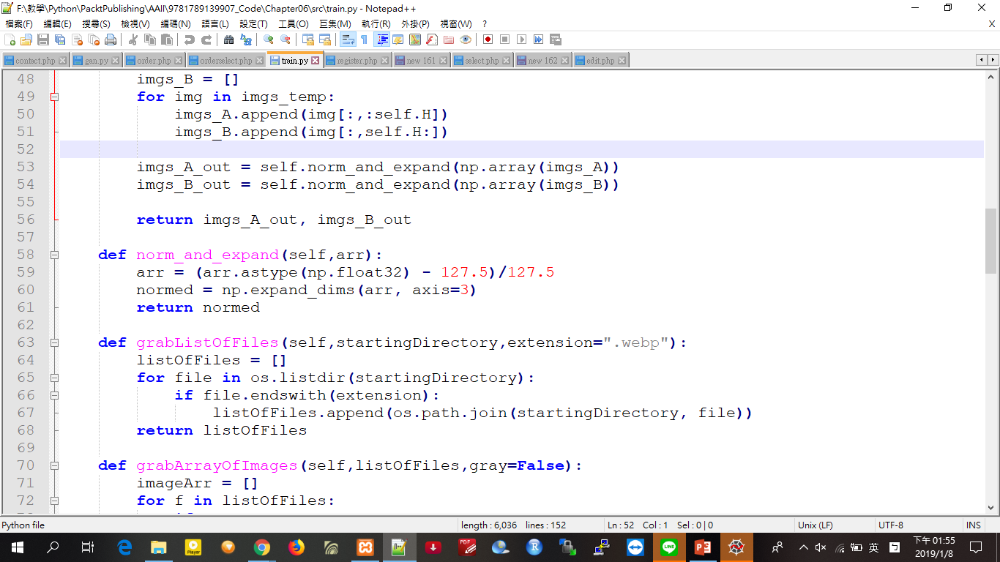 F:\教學\Python\PacktPublishing\AAII\9781789139907_Code\Chapter06\src\train.py - Notepad++
檔案(F) 編輯(E) 搜尋(S) 檢視(V) 編碼(N) 語言(L) 設定(T) 工具(O) 巨集(M) 執行(R) 外掛(P) 視窗(W) ? X
contact.php gan.py order.php orderselect.php train.py register.php new 161 select.php new 162 edit.php
48 imgs_B = []
49 for img in imgs_temp:
50 imgs_A.append(img[:,:self.H])
51 imgs_B.append(img[:,self.H:])
52
53 imgs_A_out = self.norm_and_expand(np.array(imgs_A))
54 imgs_B_out = self.norm_and_expand(np.array(imgs_B))
55
56 return imgs_A_out, imgs_B_out
57
58 def norm_and_expand(self,arr):
59 arr = (arr.astype(np.float32) - 127.5)/127.5
60 normed = np.expand_dims(arr, axis=3)
61 return normed
62
63 def grabListOfFiles(self,startingDirectory,extension=".webp"):
64 listOfFiles = []
65 for file in os.listdir(startingDirectory):
66 if file.endswith(extension):
67 listOfFiles.append(os.path.join(startingDirectory, file))
68 return listOfFiles
69
70 def grabArrayOfImages(self,listOfFiles,gray=False):
71 imageArr = []
72 for f in listOfFiles:
Python file length : 6,036 lines : 152 Ln : 52 Col : 1 Sel : 0 | 0 Unix (LF) UTF-8 INS
Player PDF R LINE P 英 下午 01:55
2019/1/8